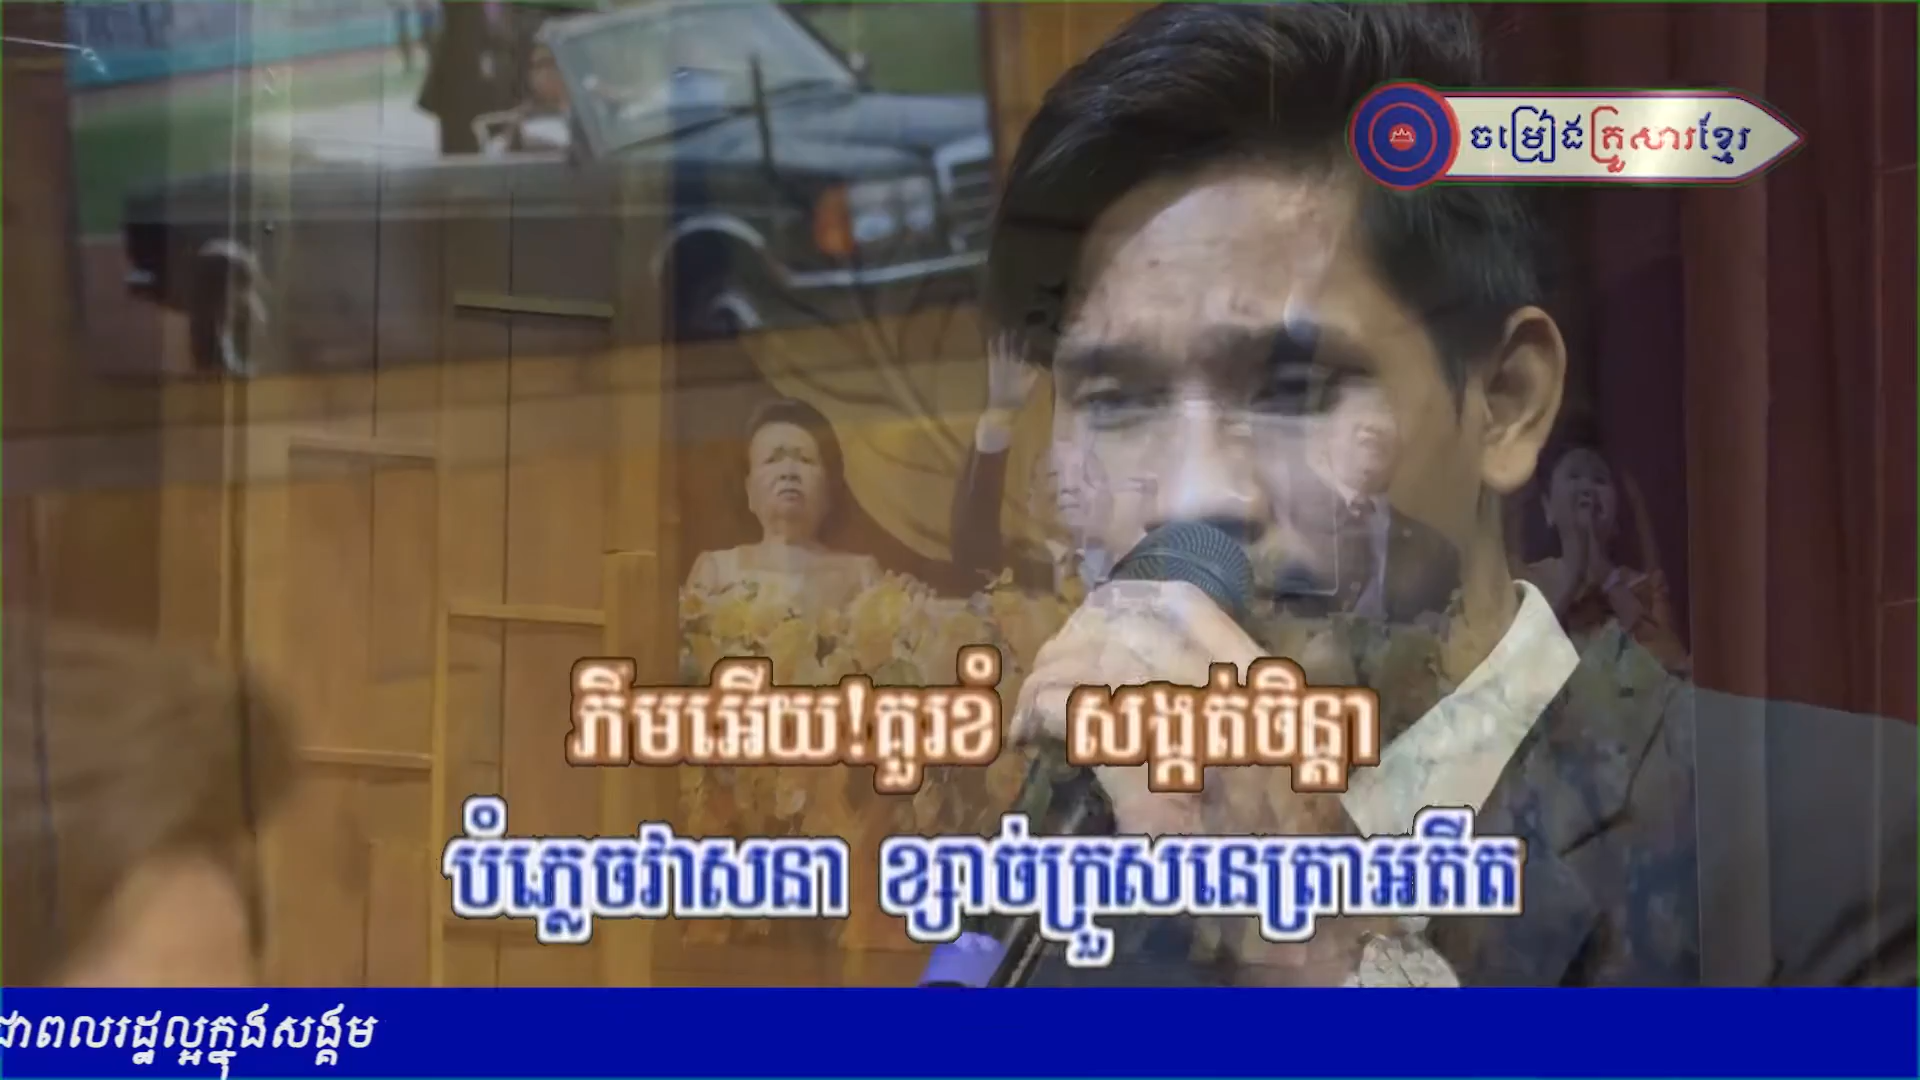 ចម្រៀងគ្រួសារខ្មែរ
ភីមអើយ!គួរខំ សង្កត់ចិន្តា
បំភ្លេចវាសនា ខ្សាច់ក្រួសនេត្រាអតីត
ជាពលរដ្ឋល្អក្នុងសង្គម